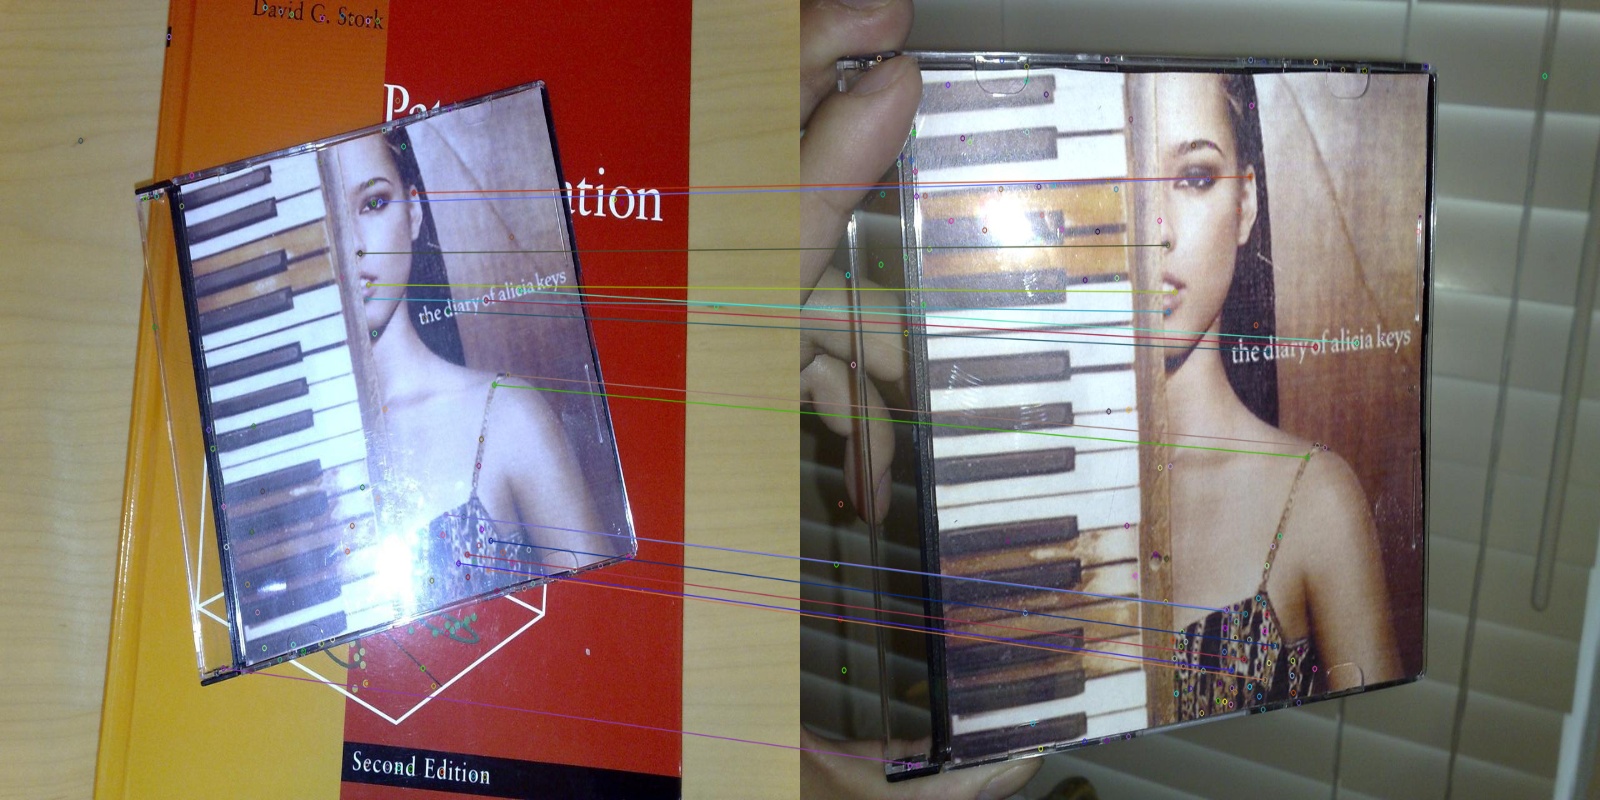 David G. Stork
Pat
ation
the diary of alicia keys
Second Edition
the diary of alicia keys